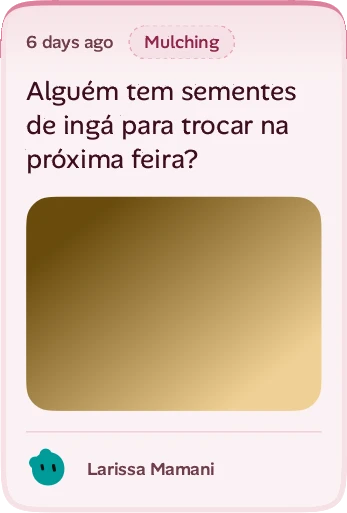 6 days ago Mulching
Alguém tem sementes
de ingá para trocar na
próxima feira?
Larissa Mamani